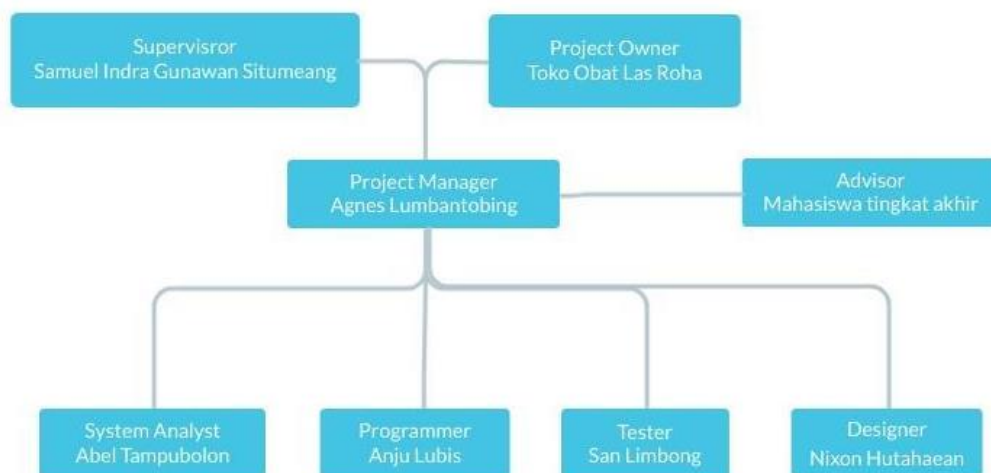 Supervisror
Samuel Indra Gunawan Situmeang
Project Owner
Toko Obat Las Roha
Project Manager
Agnes Lumbantobing
Advisor
Mahasiswa tingkat akhir
System Analyst
Abel Tampubolon
Programmer
Anju Lubis
Tester
San Limbong
Designer
Nixon Hutahaean